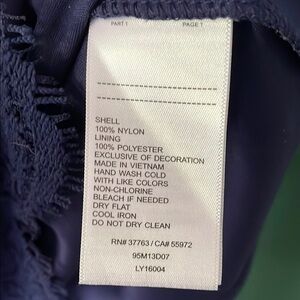 PART 1 PAGE 1
SHELL
100% NYLON
LINING
100% POLYESTER
EXCLUSIVE OF DECORATION
MADE IN VIETNAM
HAND WASH COLD
WITH LIKE COLORS
NON-CHLORINE
BLEACH IF NEEDED
DRY FLAT
COOL IRON
DO NOT DRY CLEAN
RN# 37763 / CA# 55972
95M13D07
LY16004